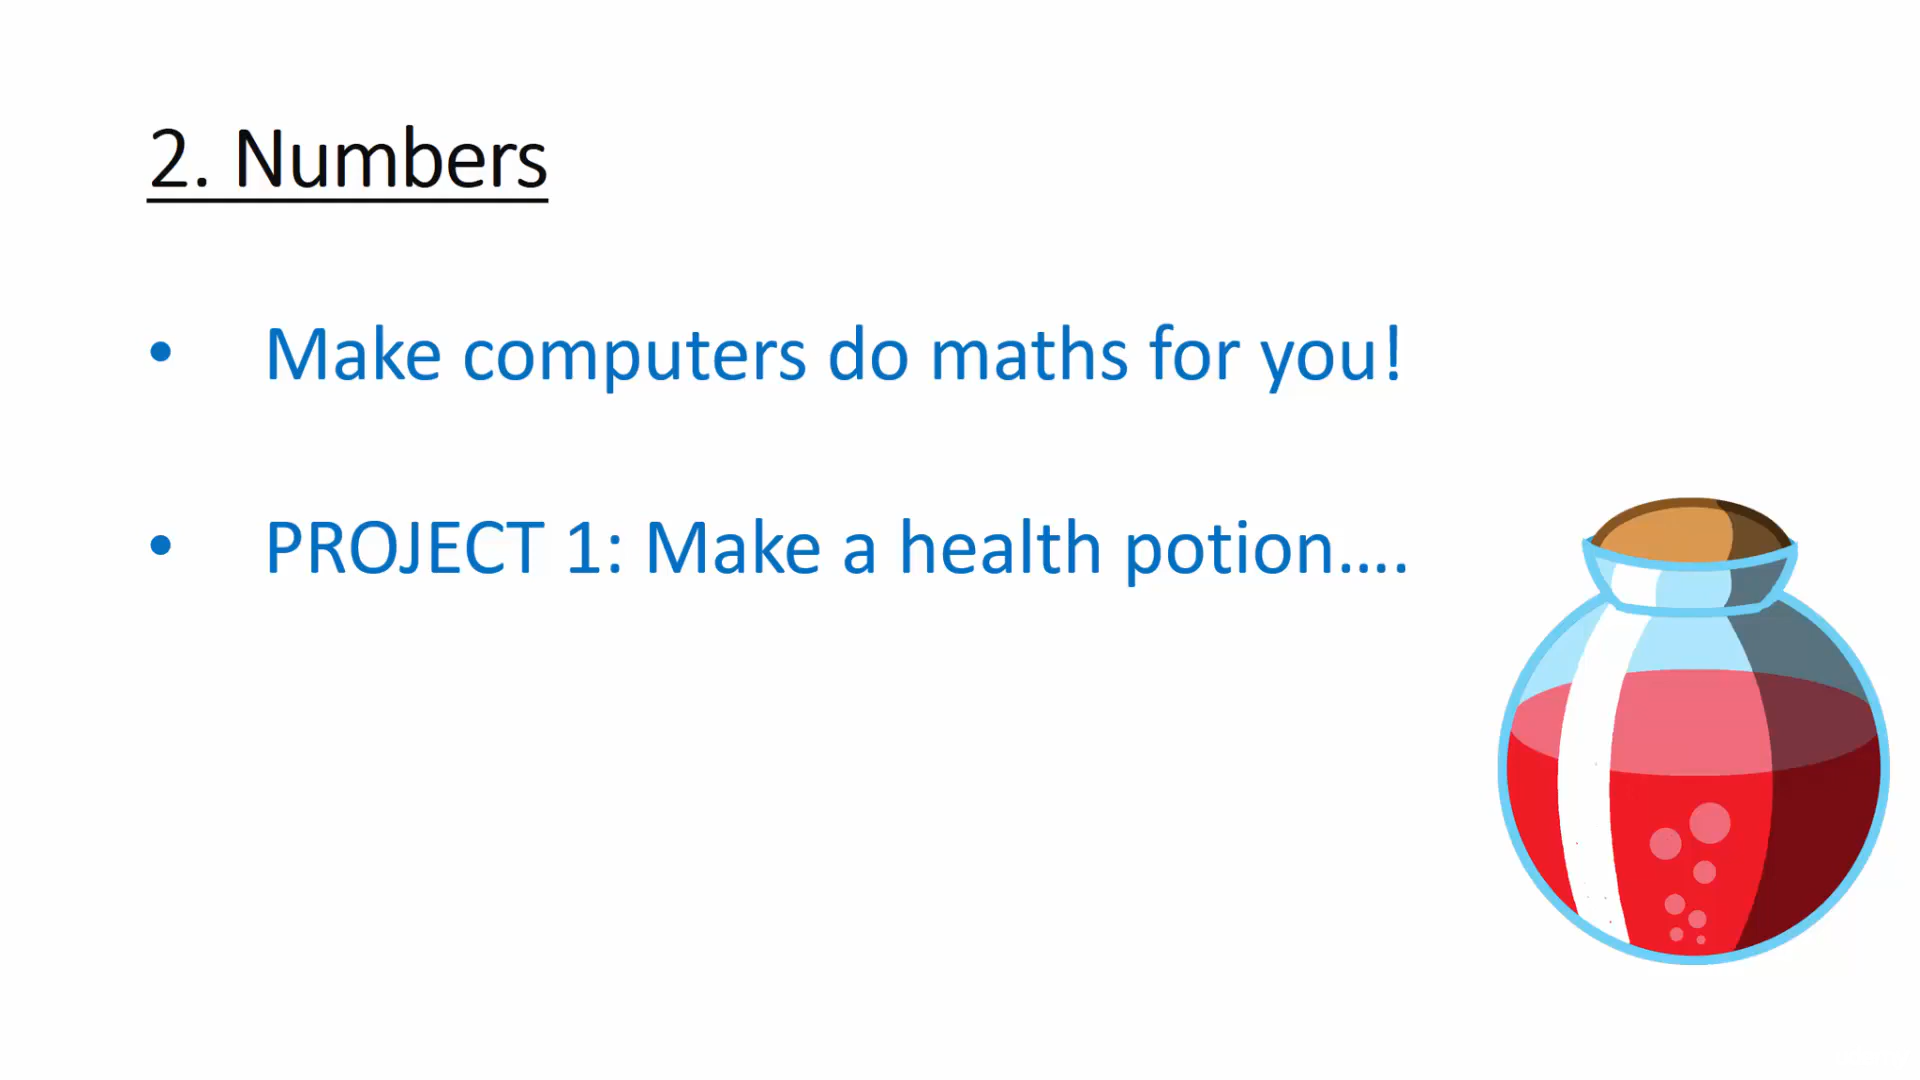 2. Numbers
• Make computers do maths for you!
• PROJECT 1: Make a health potion....